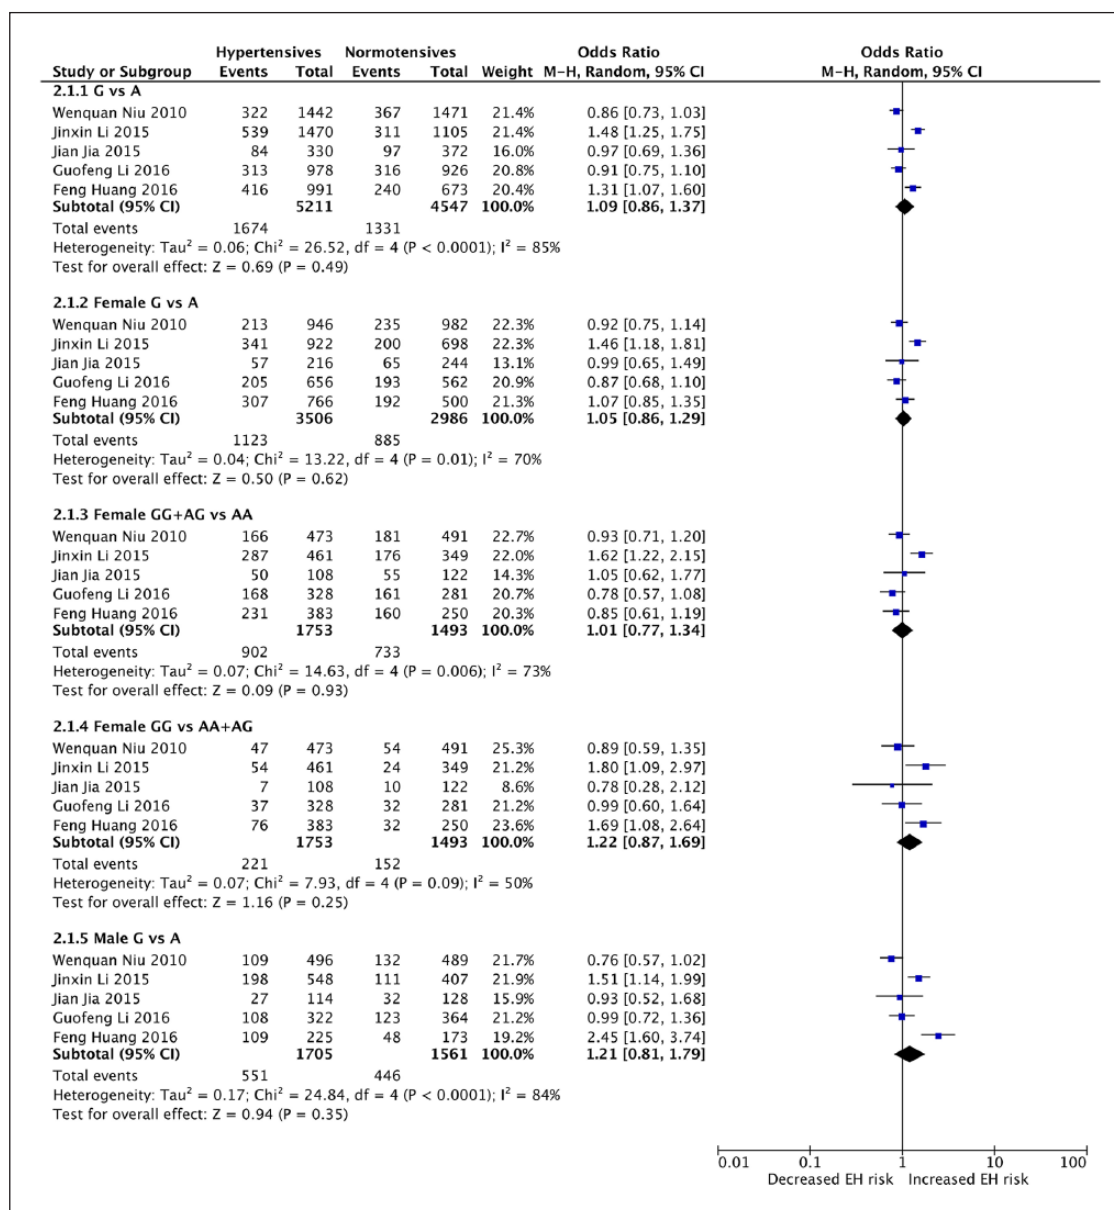 Hypertensives Normotensives Odds Ratio Odds Ratio
Study or Subgroup Events Total Events Total Weight M-H, Random, 95% CI M-H, Random, 95% CI
2.1.1 G vs A
Wenquan Niu 2010 322 1442 367 1471 21.4% 0.86 [0.73, 1.03]
Jinxin Li 2015 539 1470 311 1105 21.4% 1.48 [1.25, 1.75]
Jian Jia 2015 84 330 97 372 16.0% 0.97 [0.69, 1.36]
Guofeng Li 2016 313 978 316 926 20.8% 0.91 [0.75, 1.10]
Feng Huang 2016 416 991 240 673 20.4% 1.31 [1.07, 1.60]
Subtotal (95% CI) 5211 4547 100.0% 1.09 [0.86, 1.37]
Total events 1674 1331
Heterogeneity: Tau² = 0.06; Chi² = 26.52, df = 4 (P < 0.0001); I² = 85%
Test for overall effect: Z = 0.69 (P = 0.49)
2.1.2 Female G vs A
Wenquan Niu 2010 213 946 235 982 22.3% 0.92 [0.75, 1.14]
Jinxin Li 2015 341 922 200 698 22.3% 1.46 [1.18, 1.81]
Jian Jia 2015 57 216 65 244 13.1% 0.99 [0.65, 1.49]
Guofeng Li 2016 205 656 193 562 20.9% 0.87 [0.68, 1.10]
Feng Huang 2016 307 766 192 500 21.3% 1.07 [0.85, 1.35]
Subtotal (95% CI) 3506 2986 100.0% 1.05 [0.86, 1.29]
Total events 1123 885
Heterogeneity: Tau² = 0.04; Chi² = 13.22, df = 4 (P = 0.01); I² = 70%
Test for overall effect: Z = 0.50 (P = 0.62)
2.1.3 Female GG+AG vs AA
Wenquan Niu 2010 166 473 181 491 22.7% 0.93 [0.71, 1.20]
Jinxin Li 2015 287 461 176 349 22.0% 1.62 [1.22, 2.15]
Jian Jia 2015 50 108 55 122 14.3% 1.05 [0.62, 1.77]
Guofeng Li 2016 168 328 161 281 20.7% 0.78 [0.57, 1.08]
Feng Huang 2016 231 383 160 250 20.3% 0.85 [0.61, 1.19]
Subtotal (95% CI) 1753 1493 100.0% 1.01 [0.77, 1.34]
Total events 902 733
Heterogeneity: Tau² = 0.07; Chi² = 14.63, df = 4 (P = 0.006); I² = 73%
Test for overall effect: Z = 0.09 (P = 0.93)
2.1.4 Female GG vs AA+AG
Wenquan Niu 2010 47 473 54 491 25.3% 0.89 [0.59, 1.35]
Jinxin Li 2015 54 461 24 349 21.2% 1.80 [1.09, 2.97]
Jian Jia 2015 7 108 10 122 8.6% 0.78 [0.28, 2.12]
Guofeng Li 2016 37 328 32 281 21.2% 0.99 [0.60, 1.64]
Feng Huang 2016 76 383 32 250 23.6% 1.69 [1.08, 2.64]
Subtotal (95% CI) 1753 1493 100.0% 1.22 [0.87, 1.69]
Total events 221 152
Heterogeneity: Tau² = 0.07; Chi² = 7.93, df = 4 (P = 0.09); I² = 50%
Test for overall effect: Z = 1.16 (P = 0.25)
2.1.5 Male G vs A
Wenquan Niu 2010 109 496 132 489 21.7% 0.76 [0.57, 1.02]
Jinxin Li 2015 198 548 111 407 21.9% 1.51 [1.14, 1.99]
Jian Jia 2015 27 114 32 128 15.9% 0.93 [0.52, 1.68]
Guofeng Li 2016 108 322 123 364 21.2% 0.99 [0.72, 1.36]
Feng Huang 2016 109 225 48 173 19.2% 2.45 [1.60, 3.74]
Subtotal (95% CI) 1705 1561 100.0% 1.21 [0.81, 1.79]
Total events 551 446
Heterogeneity: Tau² = 0.17; Chi² = 24.84, df = 4 (P < 0.0001); I² = 84%
Test for overall effect: Z = 0.94 (P = 0.35)
0.01 0.1 1 10 100
Decreased EH risk Increased EH risk